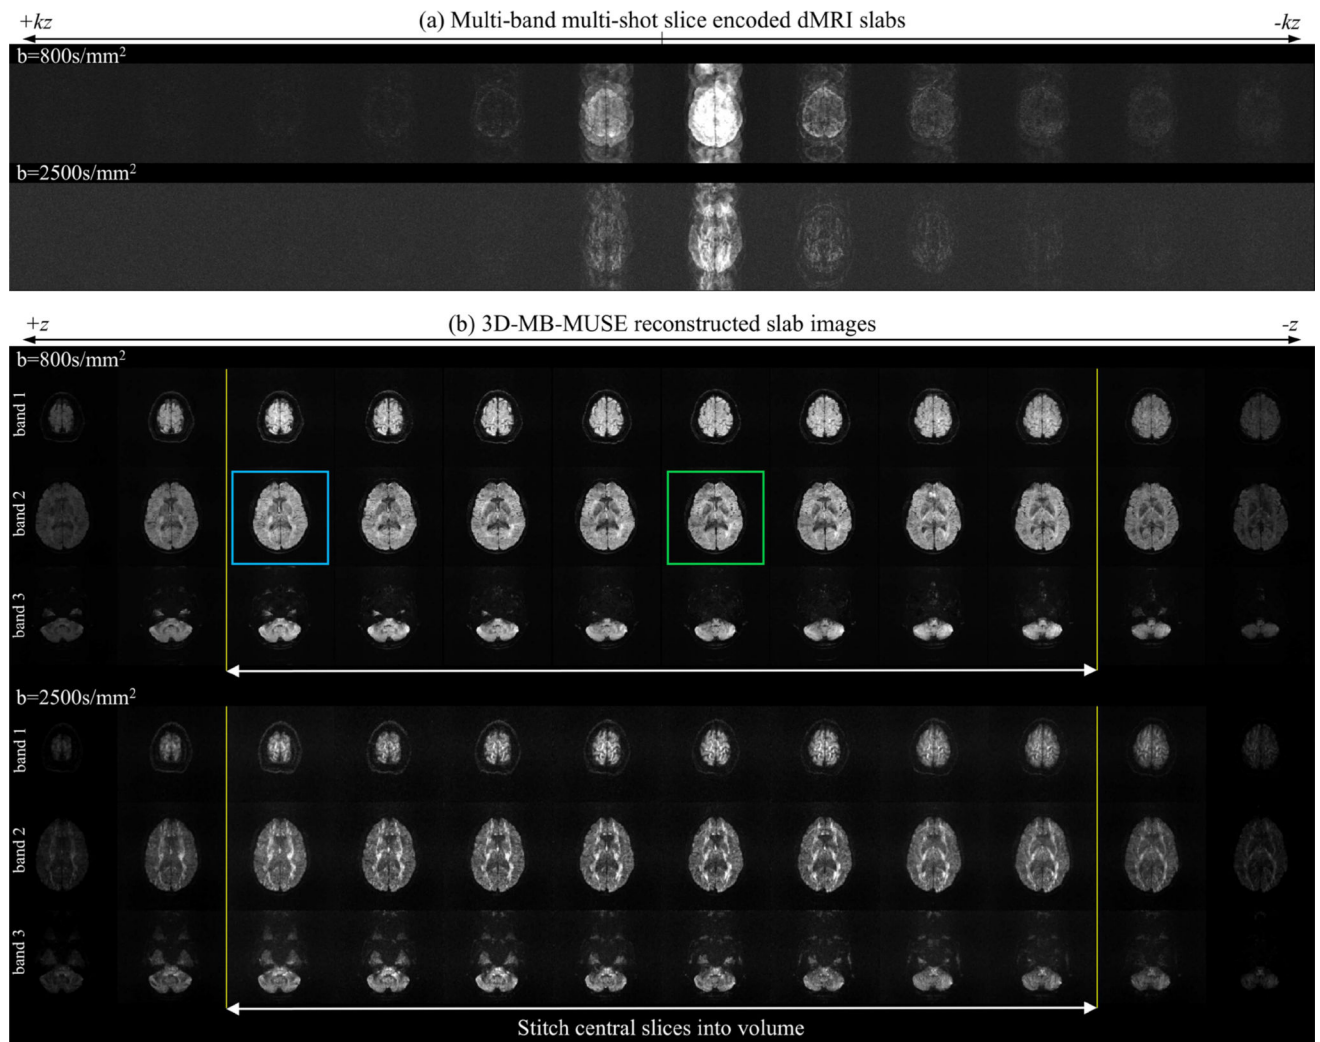 (a) Multi-band multi-shot slice encoded dMRI slabs
+kz
-kz
b=800s/mm²
b=2500s/mm²
(b) 3D-MB-MUSE reconstructed slab images
+z
-z
b=800s/mm²
band 1
band 2
band 3
b=2500s/mm²
band 1
band 2
band 3
Stitch central slices into volume